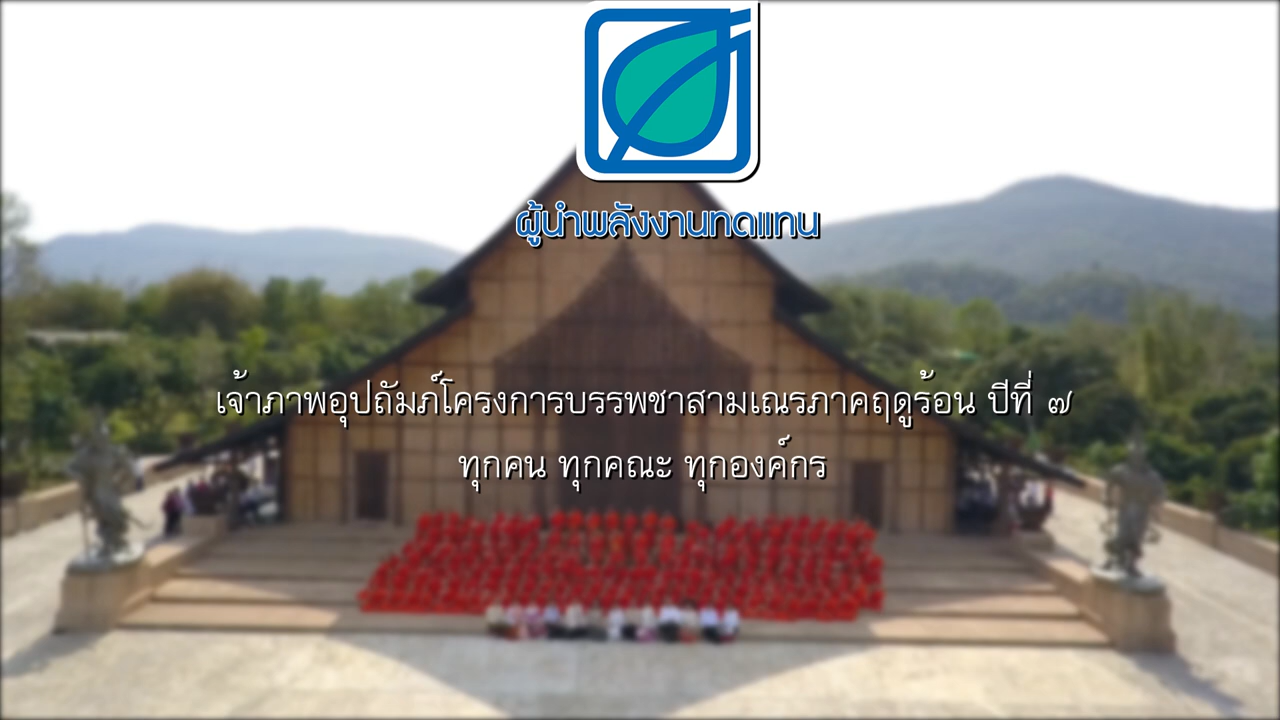 ผู้นำพลังงานทดแทน
เจ้าภาพอุปถัมภ์โครงการบรรพชาสามเณรภาคฤดูร้อน ปีที่ ๗
ทุกคน ทุกคณะ ทุกองค์กร